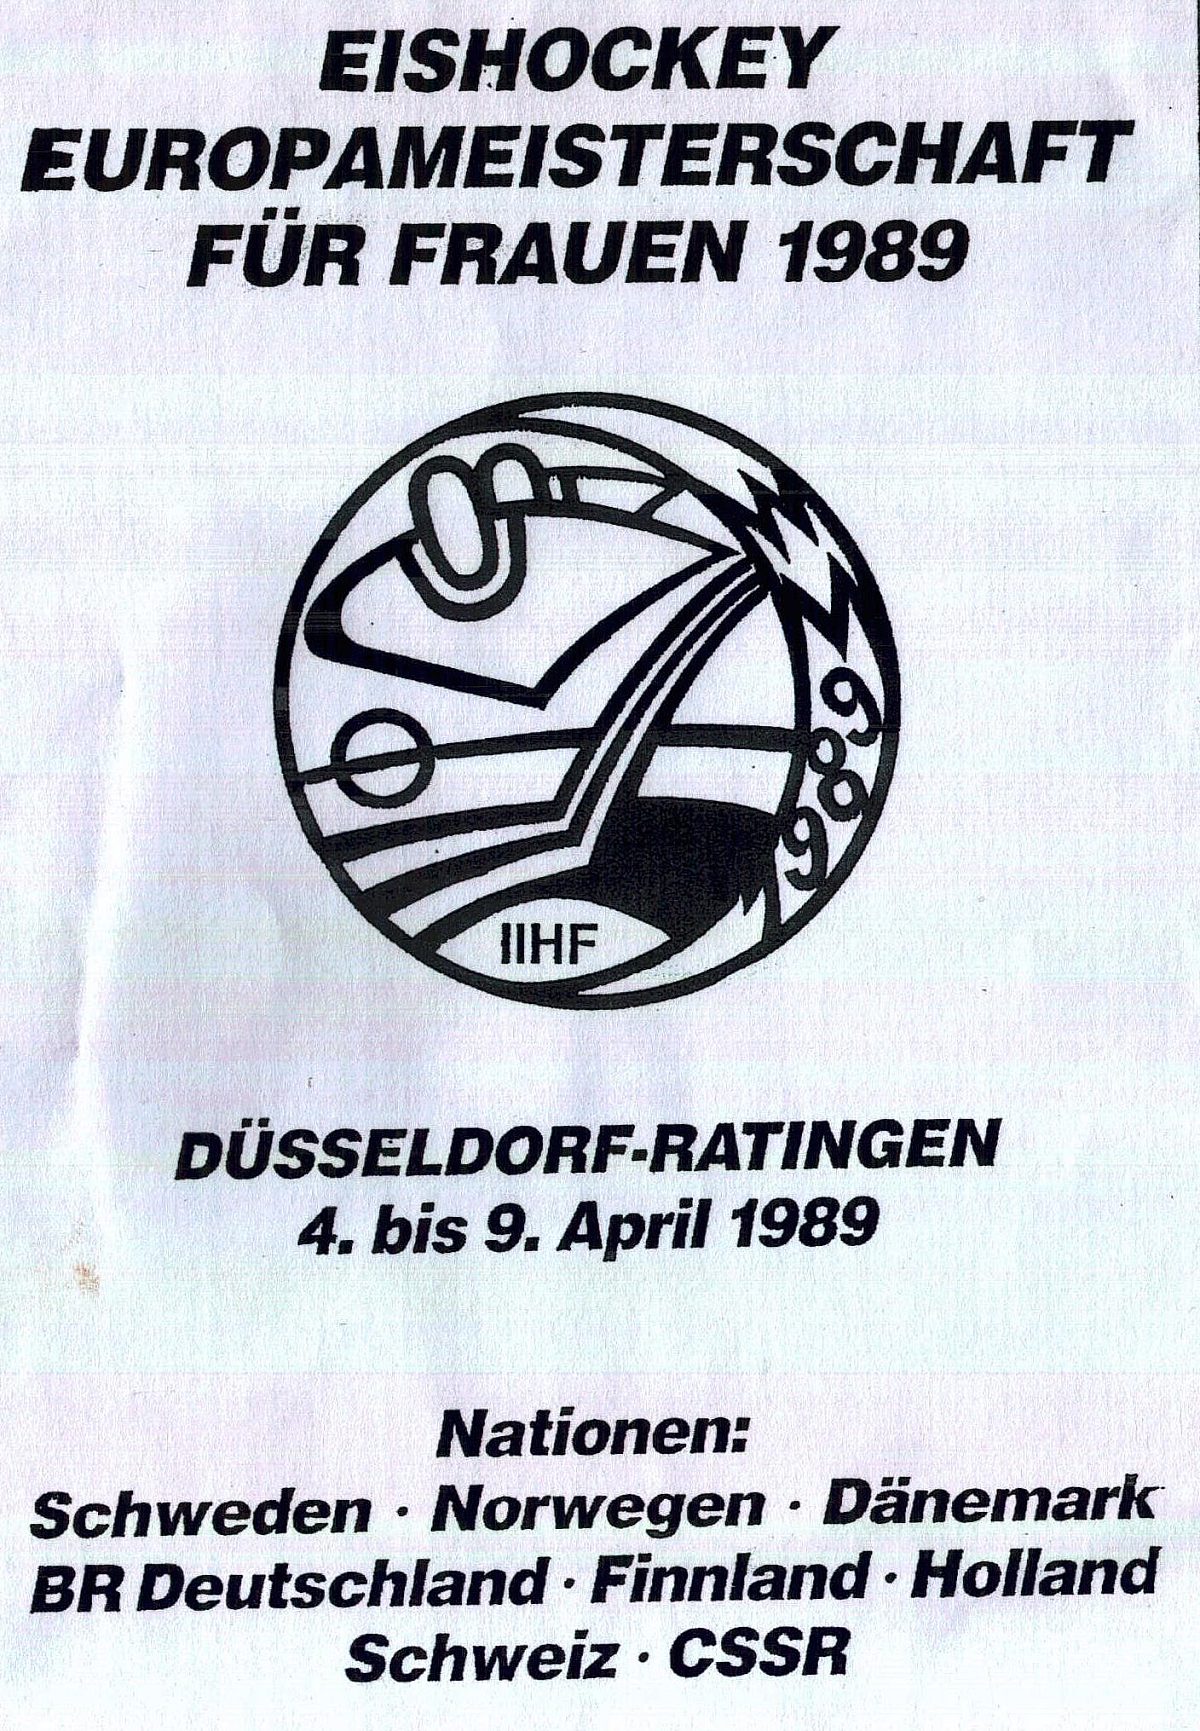 EISHOCKEY
EUROPAMEISTERSCHAFT
FÜR FRAUEN 1989
1989
IIHF
DÜSSELDORF-RATINGEN
4. bis 9. April 1989
Nationen:
Schweden · Norwegen · Dänemark
BR Deutschland · Finnland · Holland
Schweiz · CSSR